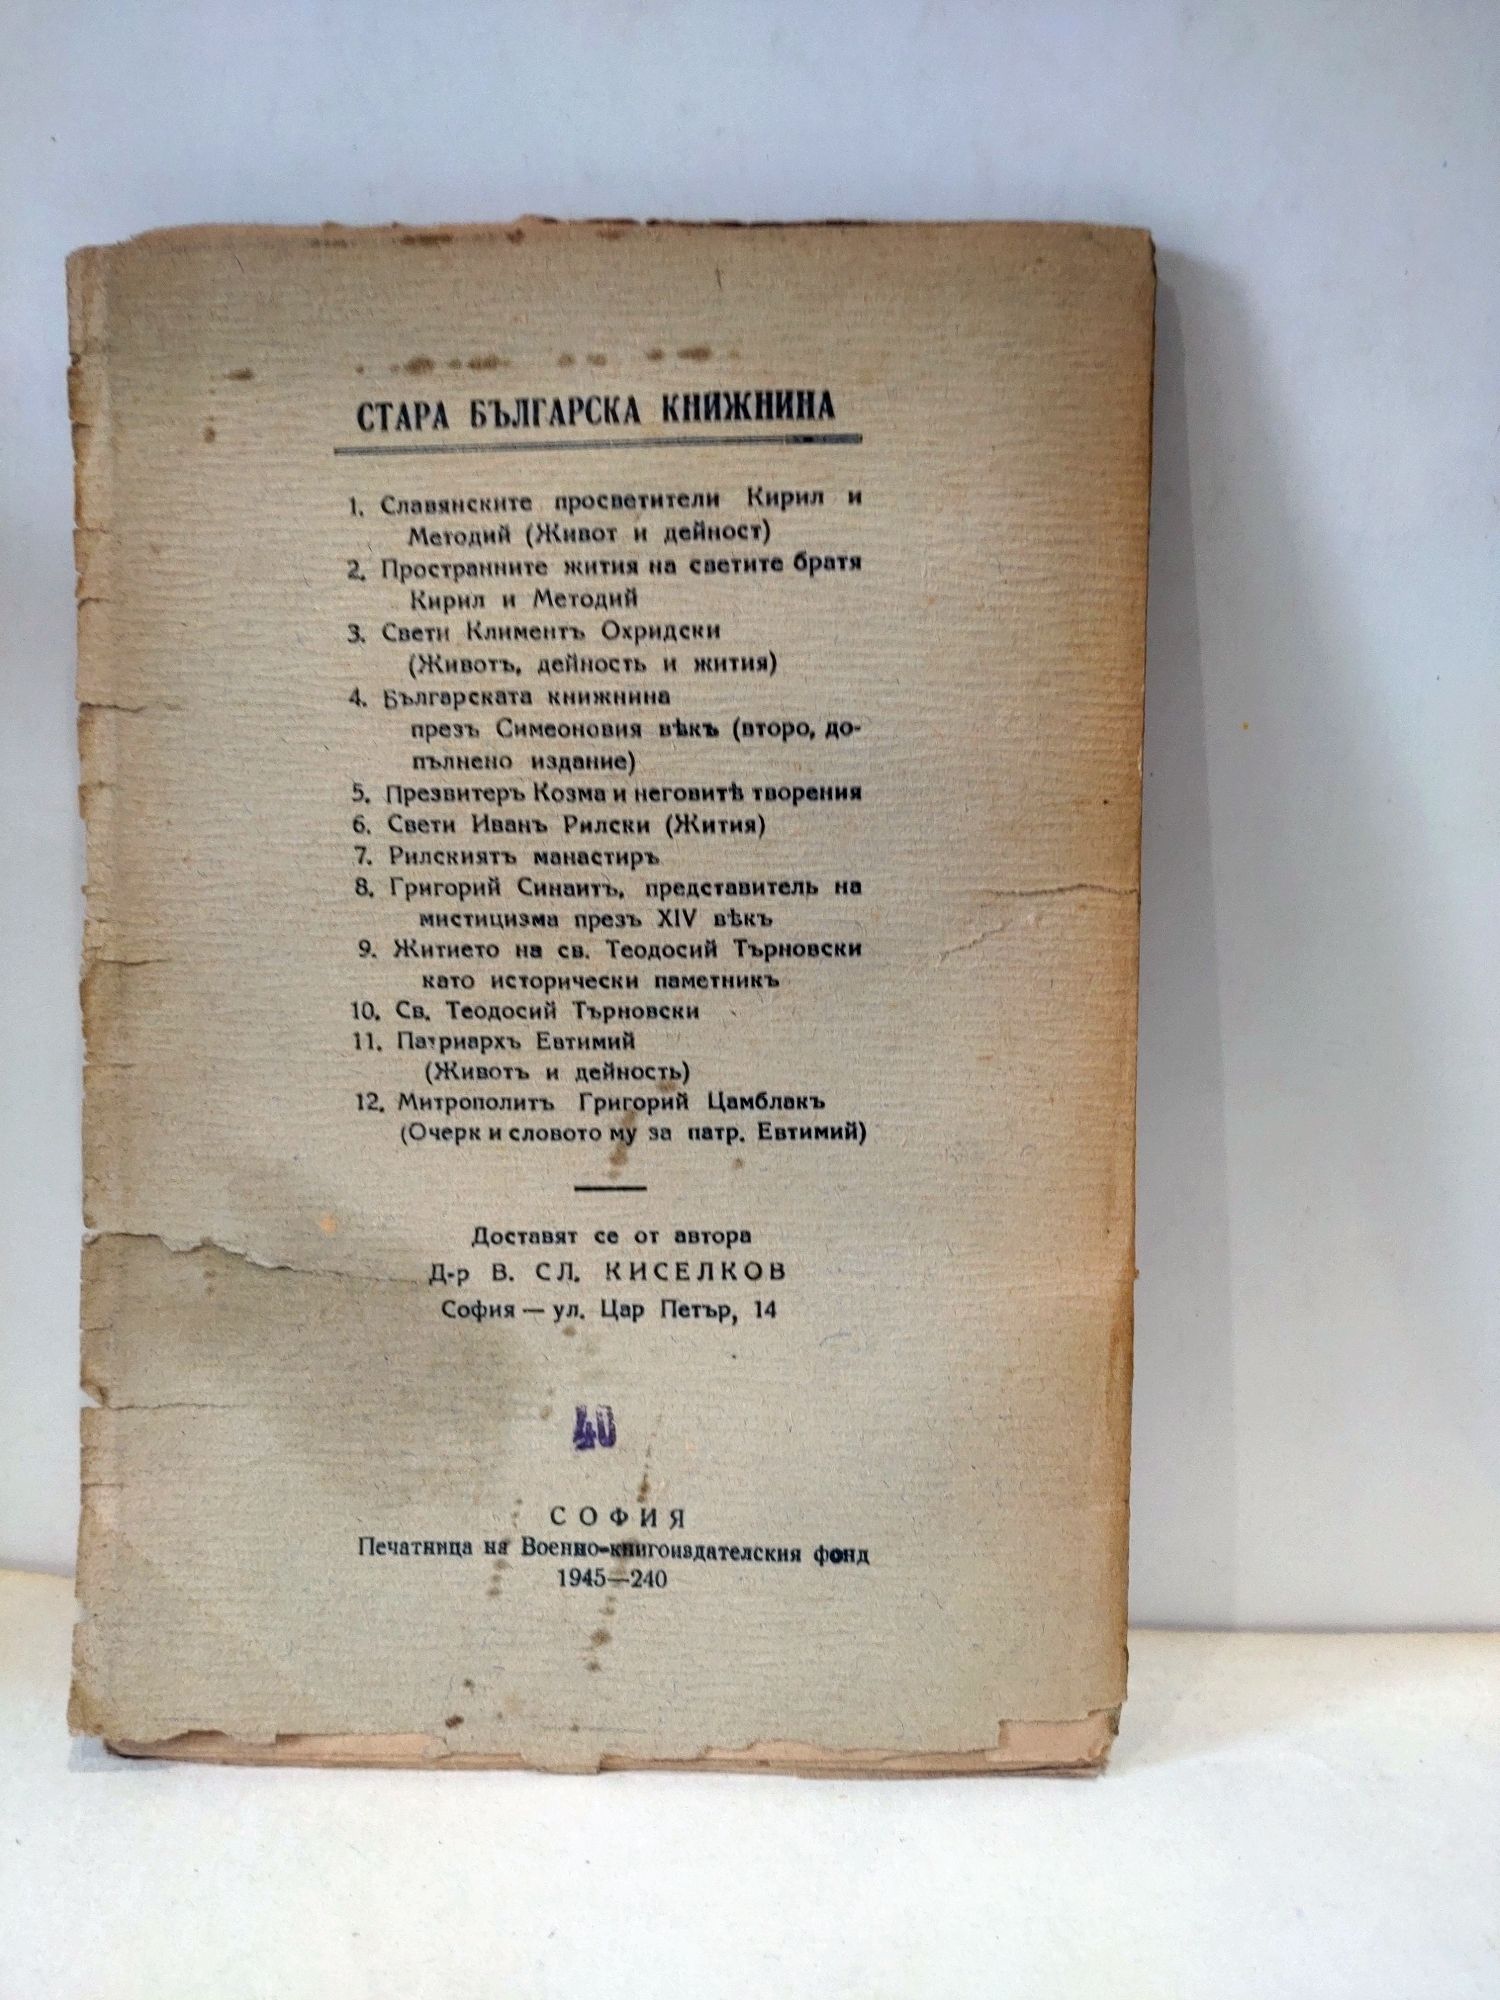 СТАРА БЪЛГАРСКА КНИЖНИНА
1. Славянските просветители Кирил и
Методий (Живот и дейност)
2. Пространните жития на светите братя
Кирил и Методий
3. Свети Климентъ Охридски
(Животъ, дейность и жития)
4. Българската книжнина
презъ Симеоновия вѣкъ (второ, до-
пълнено издание)
5. Презвитеръ Козма и неговитѣ творения
6. Свети Иванъ Рилски (Жития)
7. Рилскиятъ манастиръ
8. Григорий Синаитъ, представитель на
мистицизма презъ XIV вѣкъ
9. Житието на св. Теодосий Търновски
като исторически паметникъ
10. Св. Теодосий Търновски
11. Патриархъ Евтимий
(Животъ и дейность)
12. Митрополитъ Григорий Цамблакъ
(Очерк и словото му за патр. Евтимий)
Доставят се от автора
Д-р В. СЛ. КИСЕЛКОВ
София — ул. Цар Петър, 14
40
СОФИЯ
Печатница на Военно-книгоиздателския фонд
1945—240